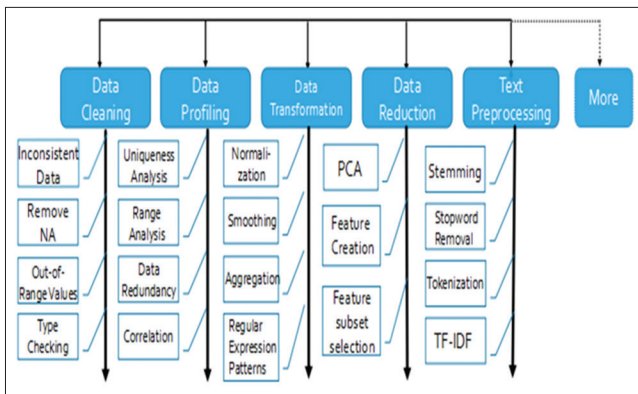 Data
Cleaning
Data
Profiling
Data
Transformation
Data
Reduction
Text
Preprocessing
More
Inconsistent
Data
Remove
NA
Out-of-
Range Values
Type
Checking
Uniqueness
Analysis
Range
Analysis
Data
Redundancy
Correlation
Normali-
zation
Smoothing
Aggregation
Regular
Expression
Patterns
PCA
Feature
Creation
Feature
subset
selection
Stemming
Stopword
Removal
Tokenization
TF-IDF